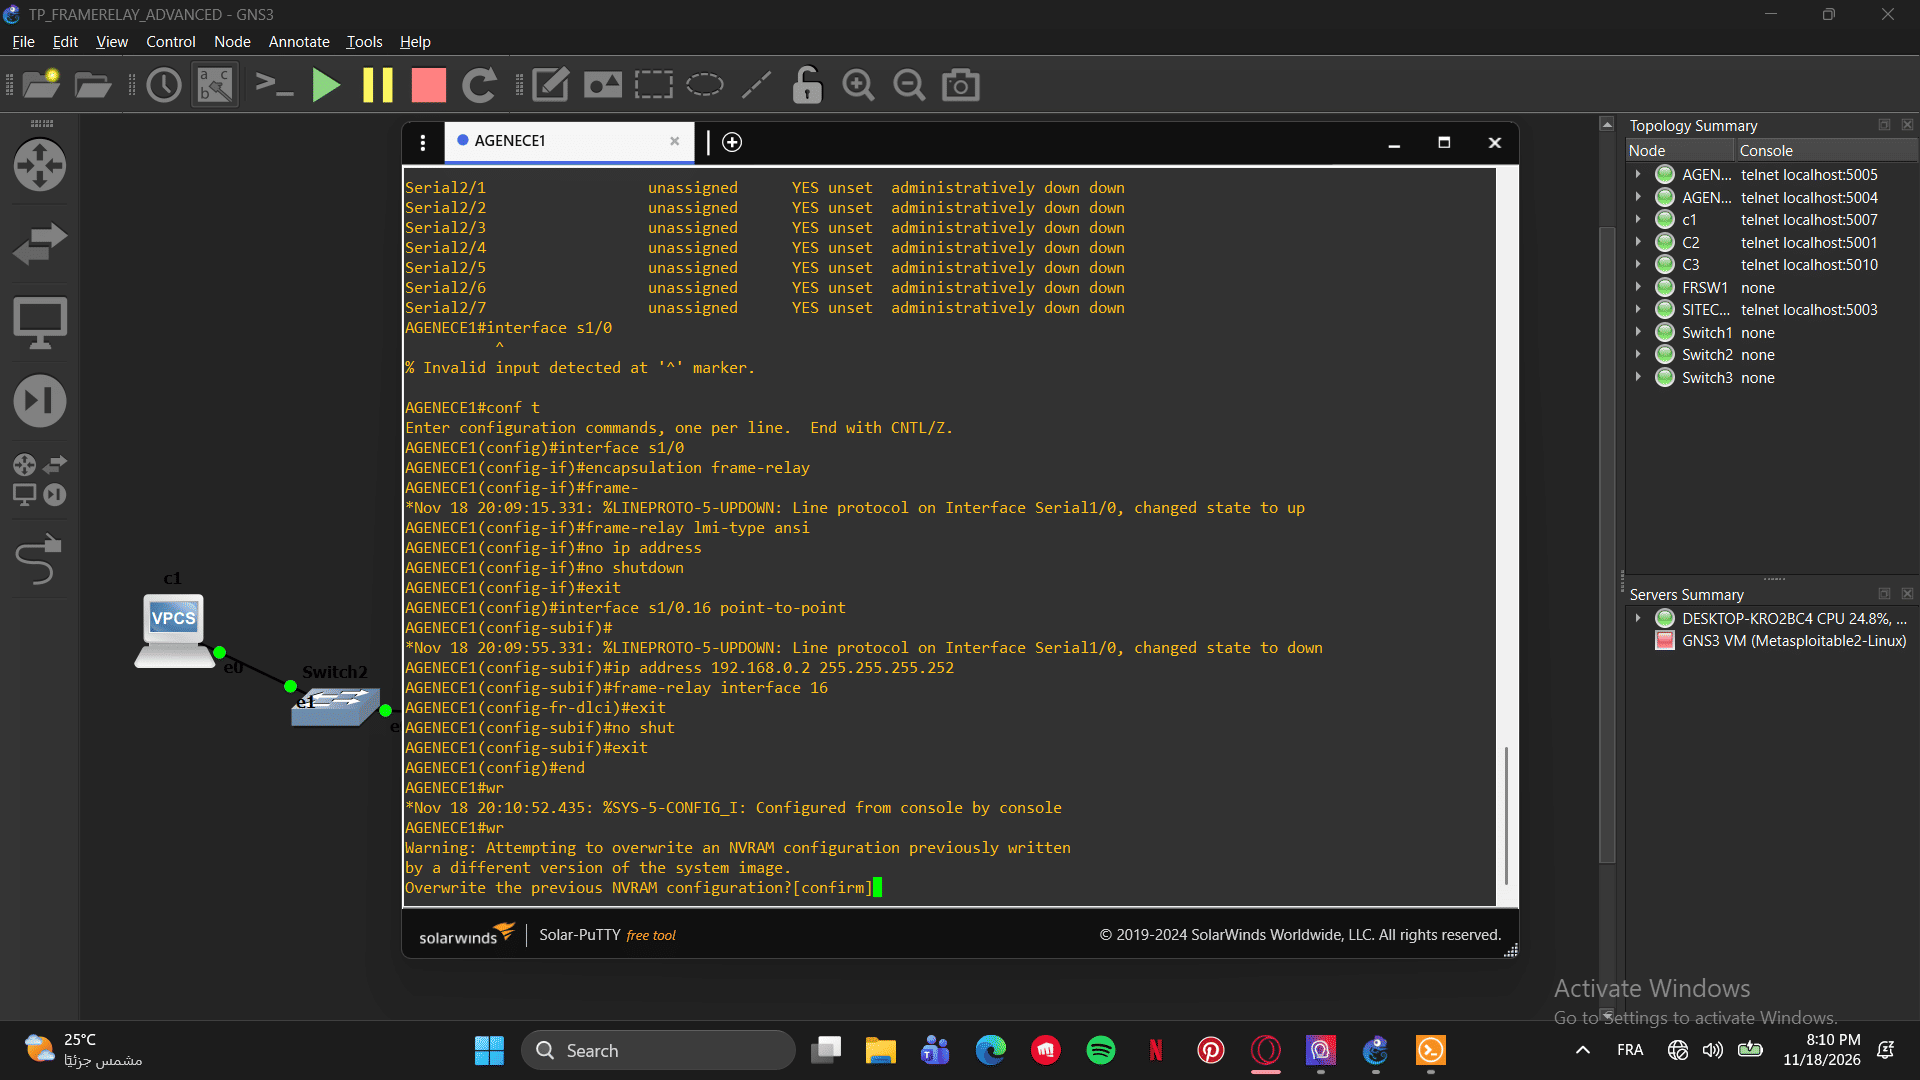 TP_FRAMERELAY_ADVANCED - GNS3
File Edit View Control Node Annotate Tools Help
AGENECE1
Serial2/1 unassigned YES unset administratively down down
Serial2/2 unassigned YES unset administratively down down
Serial2/3 unassigned YES unset administratively down down
Serial2/4 unassigned YES unset administratively down down
Serial2/5 unassigned YES unset administratively down down
Serial2/6 unassigned YES unset administratively down down
Serial2/7 unassigned YES unset administratively down down
AGENECE1#interface s1/0
^
% Invalid input detected at '^' marker.
AGENECE1#conf t
Enter configuration commands, one per line. End with CNTL/Z.
AGENECE1(config)#interface s1/0
AGENECE1(config-if)#encapsulation frame-relay
AGENECE1(config-if)#frame-
*Nov 18 20:09:15.331: %LINEPROTO-5-UPDOWN: Line protocol on Interface Serial1/0, changed state to up
AGENECE1(config-if)#frame-relay lmi-type ansi
AGENECE1(config-if)#no ip address
AGENECE1(config-if)#no shutdown
AGENECE1(config-if)#exit
AGENECE1(config)#interface s1/0.16 point-to-point
AGENECE1(config-subif)#
*Nov 18 20:09:55.331: %LINEPROTO-5-UPDOWN: Line protocol on Interface Serial1/0, changed state to down
AGENECE1(config-subif)#ip address 192.168.0.2 255.255.255.252
AGENECE1(config-subif)#frame-relay interface 16
AGENECE1(config-fr-dlci)#exit
AGENECE1(config-subif)#no shut
AGENECE1(config-subif)#exit
AGENECE1(config)#end
AGENECE1#wr
*Nov 18 20:10:52.435: %SYS-5-CONFIG_I: Configured from console by console
AGENECE1#wr
Warning: Attempting to overwrite an NVRAM configuration previously written
by a different version of the system image.
Overwrite the previous NVRAM configuration?[confirm]
solarwinds Solar-PuTTY free tool © 2019-2024 SolarWinds Worldwide, LLC. All rights reserved.
c1
VPCS
e0
Switch2
e1
e
Topology Summary
Node Console
AGEN... telnet localhost:5005
AGEN... telnet localhost:5004
c1 telnet localhost:5007
C2 telnet localhost:5001
C3 telnet localhost:5010
FRSW1 none
SITEC... telnet localhost:5003
Switch1 none
Switch2 none
Switch3 none
Servers Summary
DESKTOP-KRO2BC4 CPU 24.8%, ...
GNS3 VM (Metasploitable2-Linux)
Activate Windows
Go to Settings to activate Windows.
25°C
مشمس جزئيًا
Search
FRA
8:10 PM
11/18/2026